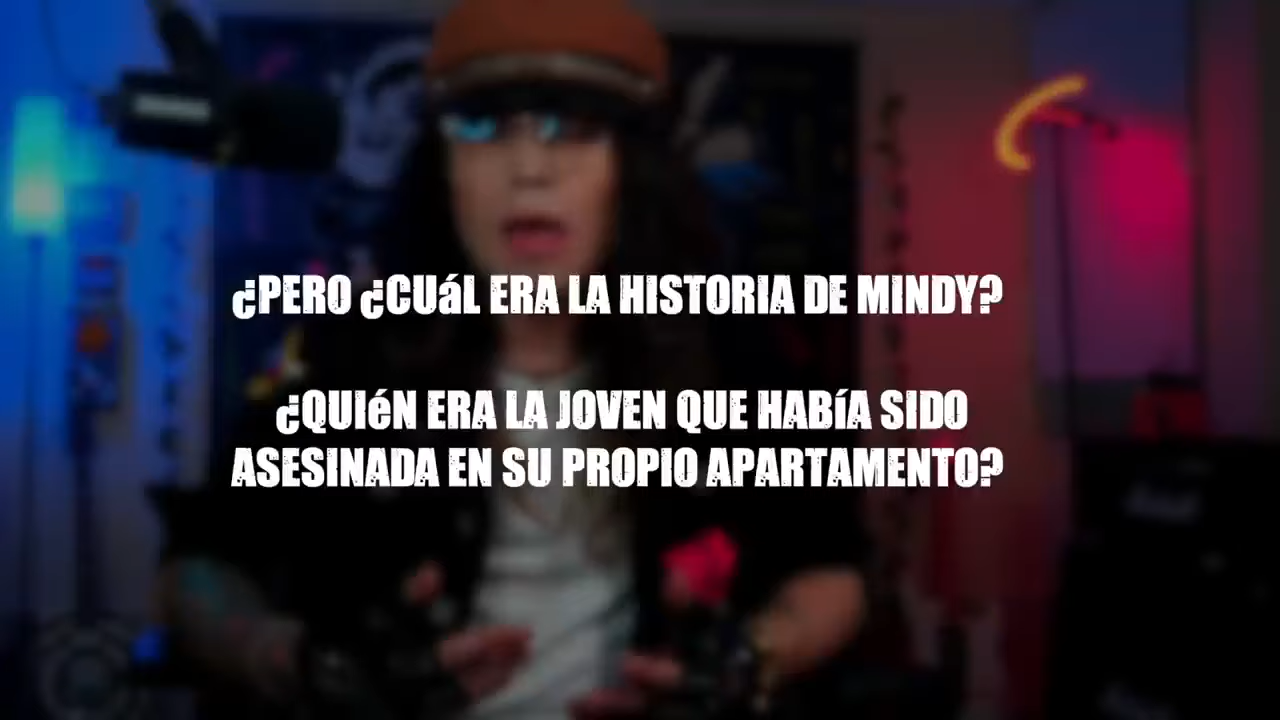 ¿PERO ¿CUáL ERA LA HISTORIA DE MINDY?
¿QUIéN ERA LA JOVEN QUE HABíA SIDO
ASESINADA EN SU PROPIO APARTAMENTO?